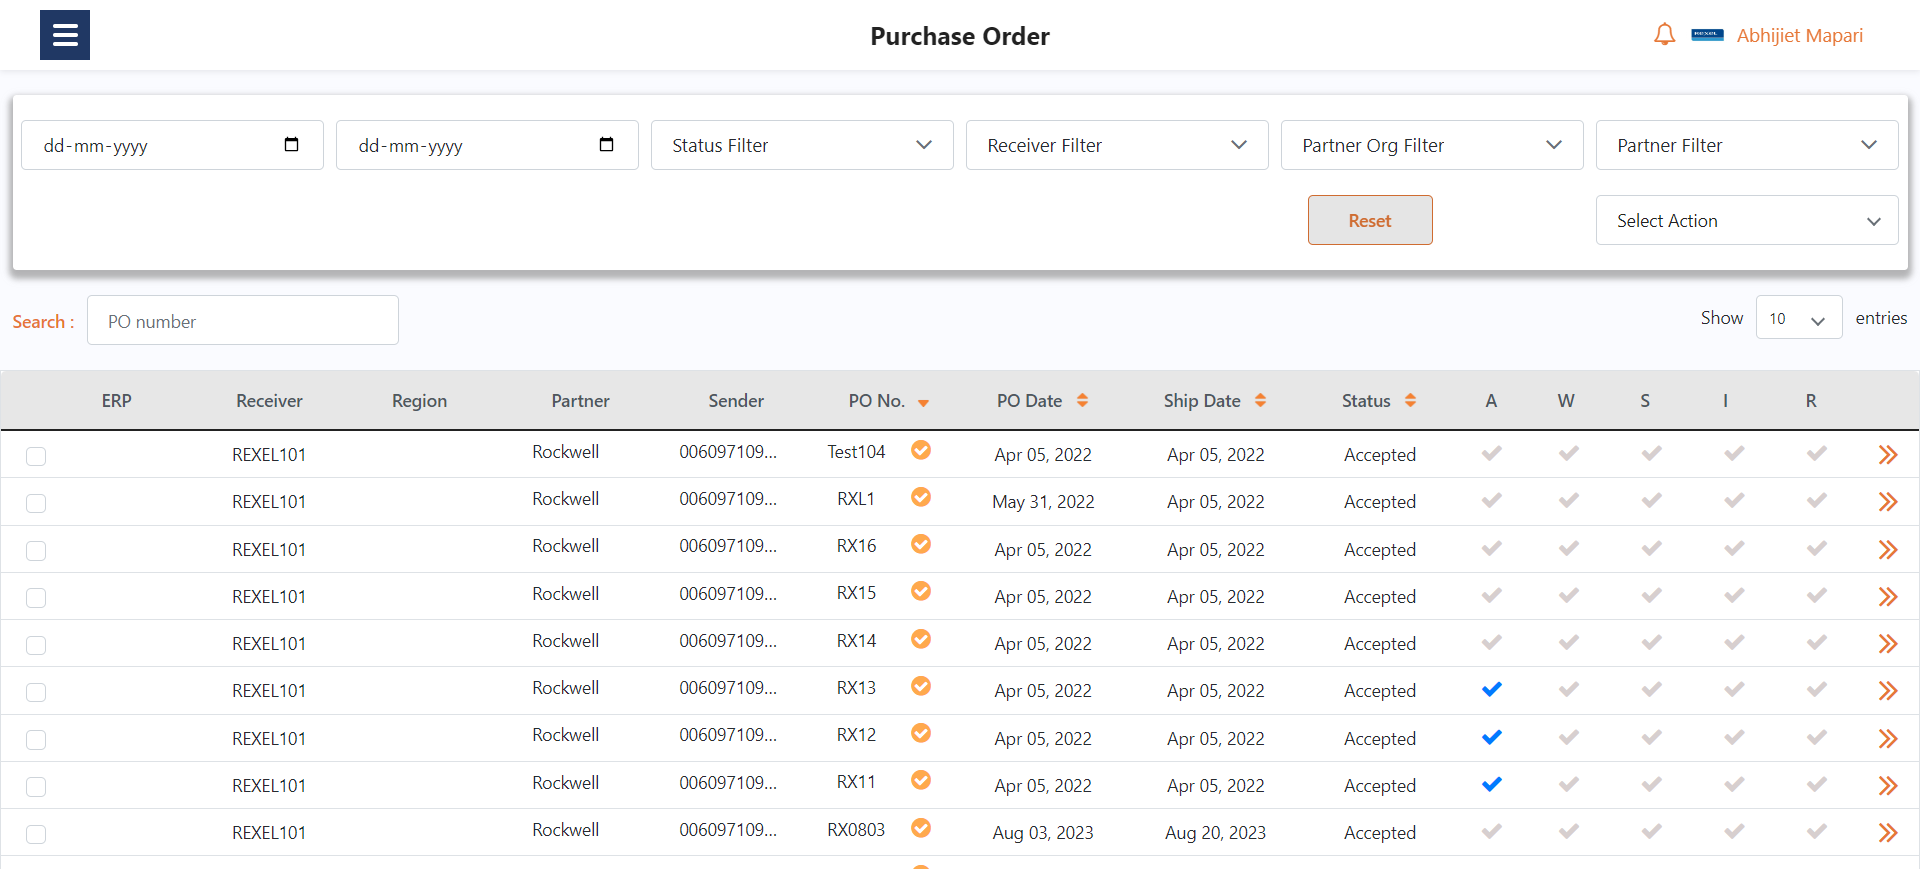 Purchase Order
REXEL
Abhijiet Mapari
dd-mm-yyyy dd-mm-yyyy Status Filter Receiver Filter Partner Org Filter Partner Filter
Reset Select Action
Search : PO number Show 10 entries
ERP Receiver Region Partner Sender PO No. PO Date Ship Date Status A W S I R
REXEL101 Rockwell 006097109... Test104 Apr 05, 2022 Apr 05, 2022 Accepted
REXEL101 Rockwell 006097109... RXL1 May 31, 2022 Apr 05, 2022 Accepted
REXEL101 Rockwell 006097109... RX16 Apr 05, 2022 Apr 05, 2022 Accepted
REXEL101 Rockwell 006097109... RX15 Apr 05, 2022 Apr 05, 2022 Accepted
REXEL101 Rockwell 006097109... RX14 Apr 05, 2022 Apr 05, 2022 Accepted
REXEL101 Rockwell 006097109... RX13 Apr 05, 2022 Apr 05, 2022 Accepted
REXEL101 Rockwell 006097109... RX12 Apr 05, 2022 Apr 05, 2022 Accepted
REXEL101 Rockwell 006097109... RX11 Apr 05, 2022 Apr 05, 2022 Accepted
REXEL101 Rockwell 006097109... RX0803 Aug 03, 2023 Aug 20, 2023 Accepted